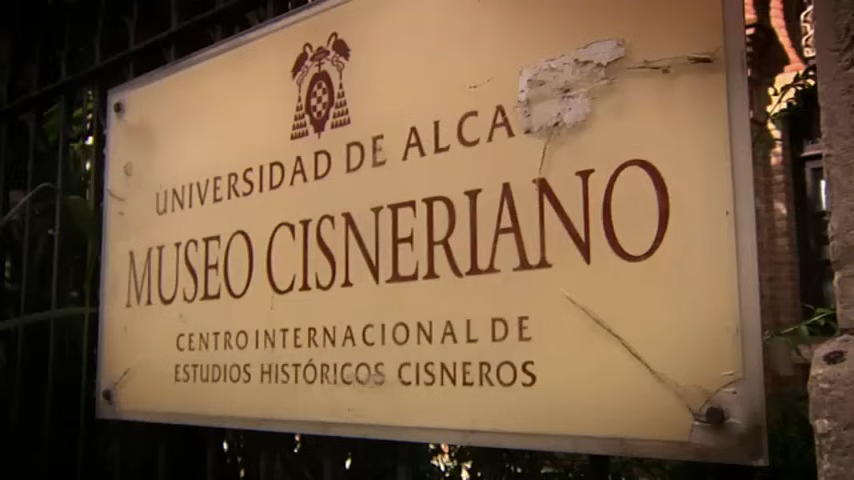 UNIVERSIDAD DE ALCA
MUSEO CISNERIANO
CENTRO INTERNACIONAL DE
ESTUDIOS HISTÓRICOS CISNEROS